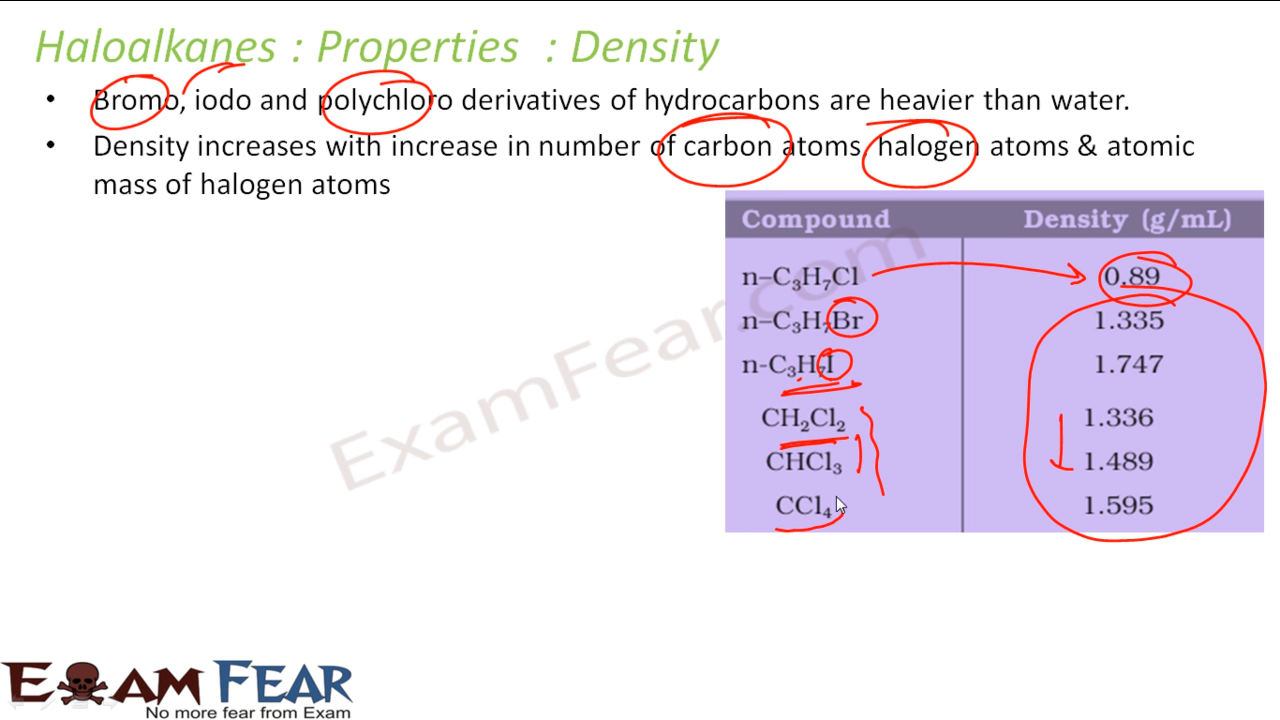 Haloalkanes : Properties : Density
• Bromo, iodo and polychloro derivatives of hydrocarbons are heavier than water.
• Density increases with increase in number of carbon atoms, halogen atoms & atomic
mass of halogen atoms
Compound Density (g/mL)
n–C₃H₇Cl 0.89
n–C₃H₇Br 1.335
n-C₃H₇I 1.747
CH₂Cl₂ 1.336
CHCl₃ 1.489
CCl₄ 1.595
ExamFear.com
EXAM FEAR
No more fear from Exam